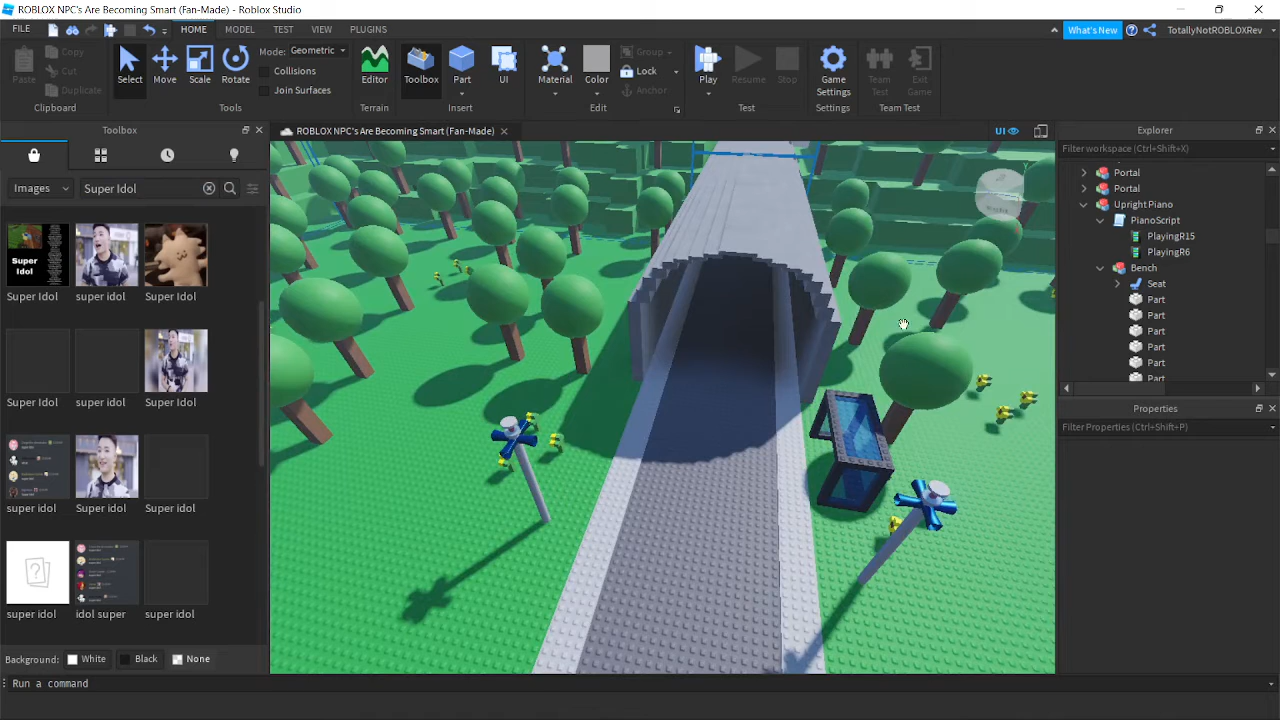 ROBLOX NPC's Are Becoming Smart (Fan-Made) - Roblox Studio
FILE HOME MODEL TEST VIEW PLUGINS What's New TotallyNotROBLOXRev
Paste Copy Cut Duplicate
Select Move Scale Rotate
Mode: Geometric
Collisions
Join Surfaces
Editor Toolbox Part UI
Material Color Group Lock Anchor
Play Resume Stop
Game Settings Team Test Exit Game
Clipboard Tools Terrain Insert Edit Test Settings Team Test
Toolbox
ROBLOX NPC's Are Becoming Smart (Fan-Made)
UI
Images Super Idol
Super Idol
Super Idol super idol Super Idol
Super Idol super idol Super Idol
super idol Super idol super idol
super idol idol super super idol
Background: White Black None
Run a command
Explorer
Filter workspace (Ctrl+Shift+X)
Portal
Portal
Upright Piano
PianoScript
PlayingR15
PlayingR6
Bench
Seat
Part
Part
Part
Part
Part
Part
Properties
Filter Properties (Ctrl+Shift+P)